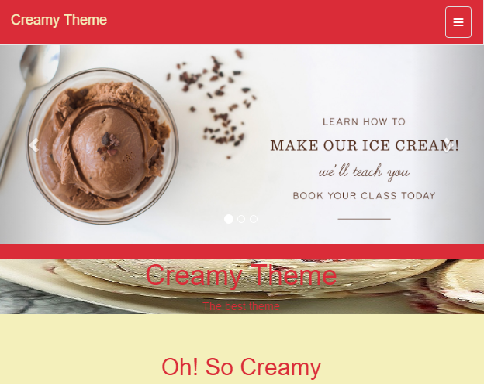 Creamy Theme
LEARN HOW TO
MAKE OUR ICE CREAM!
we'll teach you
BOOK YOUR CLASS TODAY
Creamy Theme
The best theme
Oh! So Creamy